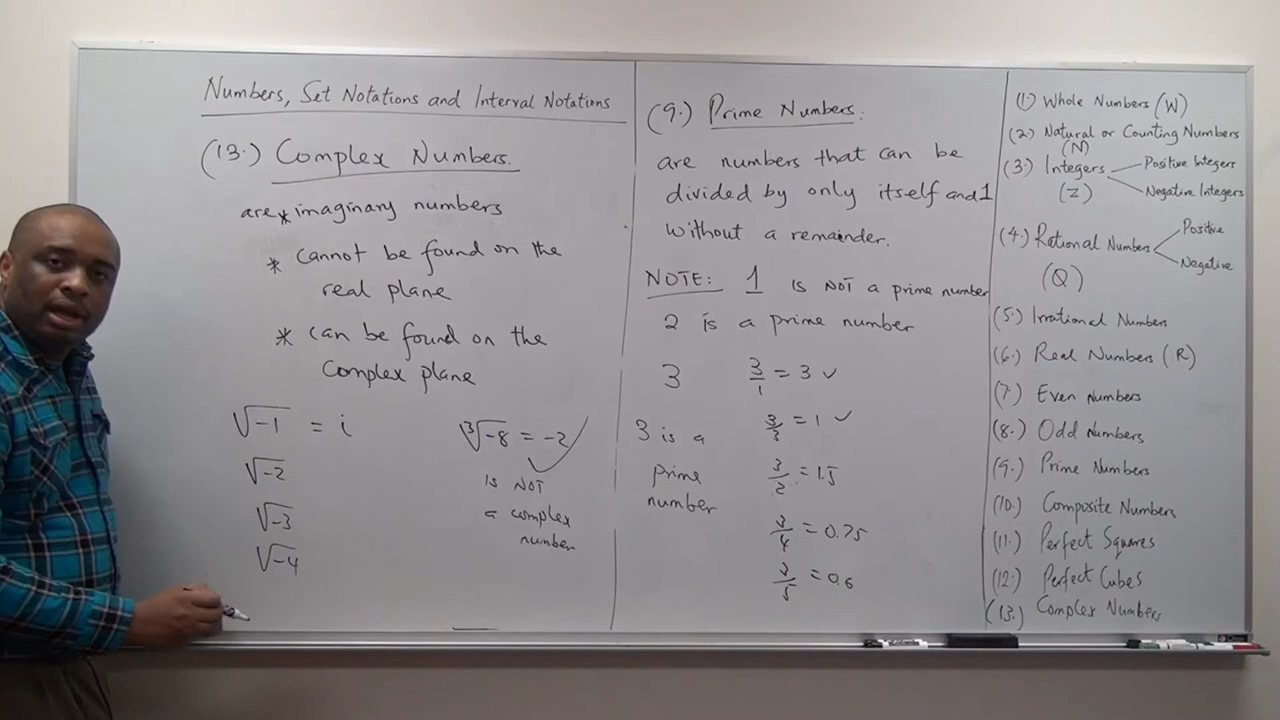 Numbers, Set Notations and Interval Notations
(13.) Complex Numbers.
are * imaginary numbers
* cannot be found on the
real plane
* can be found on the
Complex plane
√-1 = i
√-2
√-3
√-4
∛-8 = -2
is NOT
a complex
number
(9.) Prime Numbers.
are numbers that can be
divided by only itself and 1
without a remainder.
NOTE: 1 is NOT a prime number
2 is a prime number
3
3/1 = 3 ✓
3/3 = 1 ✓
3/2 = 1.5
3/4 = 0.75
3/5 = 0.6
3 is a
prime
number
(1) Whole Numbers (W)
(2.) Natural or Counting Numbers
(N)
(3.) Integers
Positive Integers
Negative Integers
(Z)
(4.) Rational Numbers
Positive
Negative
(Q)
(5.) Irrational Numbers
(6.) Real Numbers (R)
(7.) Even Numbers
(8.) Odd Numbers
(9.) Prime Numbers
(10.) Composite Numbers
(11.) Perfect Squares
(12.) Perfect Cubes
(13.) Complex Numbers